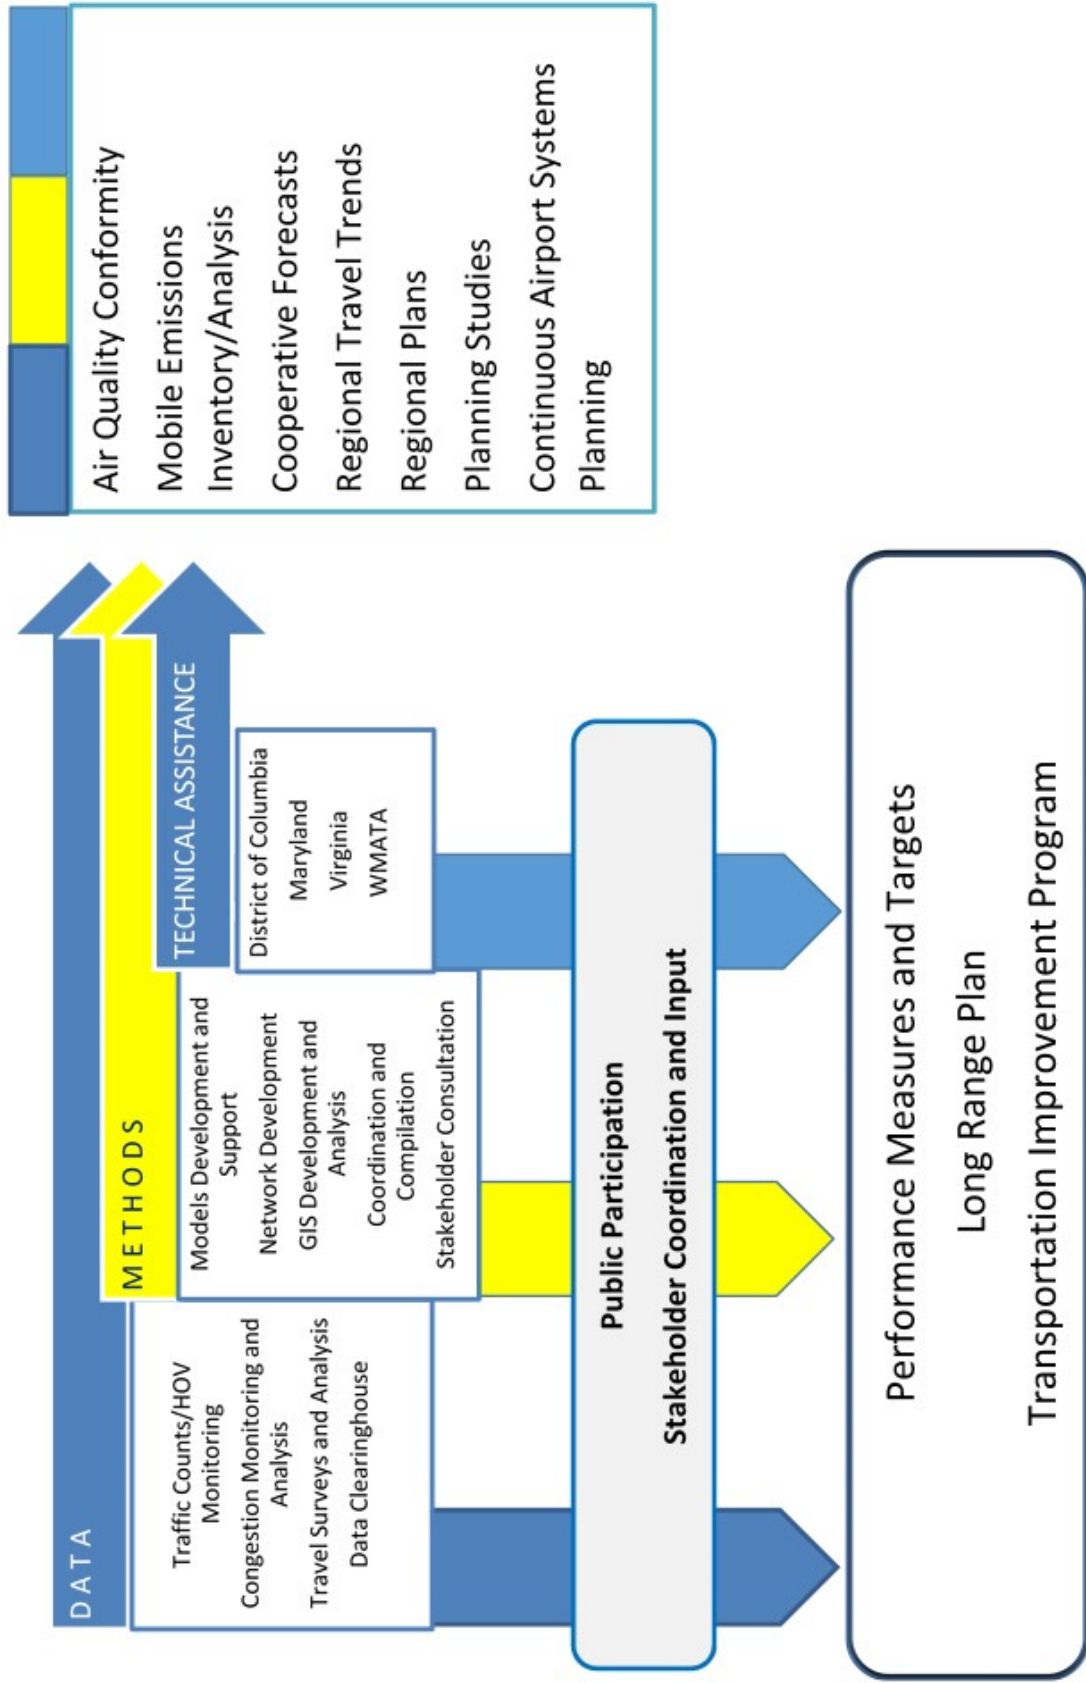 DATA
METHODS
TECHNICAL ASSISTANCE
Traffic Counts/HOV
Monitoring
Congestion Monitoring and
Analysis
Travel Surveys and Analysis
Data Clearinghouse
Models Development and
Support
Network Development
GIS Development and
Analysis
Coordination and
Compilation
Stakeholder Consultation
District of Columbia
Maryland
Virginia
WMATA
Air Quality Conformity
Mobile Emissions
Inventory/Analysis
Cooperative Forecasts
Regional Travel Trends
Regional Plans
Planning Studies
Continuous Airport Systems
Planning
Public Participation
Stakeholder Coordination and Input
Performance Measures and Targets
Long Range Plan
Transportation Improvement Program